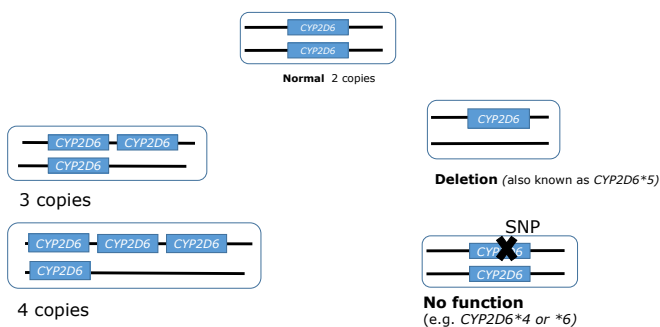 CYP2D6
CYP2D6
Normal 2 copies
CYP2D6 CYP2D6
CYP2D6
3 copies
CYP2D6
Deletion (also known as CYP2D6*5)
CYP2D6 CYP2D6 CYP2D6
CYP2D6
4 copies
SNP
CYP2D6
No function
(e.g. CYP2D6*4 or *6)